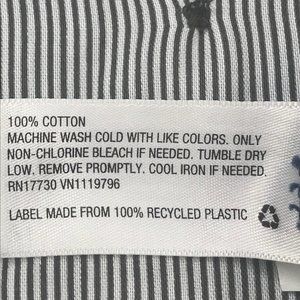 100% COTTON
MACHINE WASH COLD WITH LIKE COLORS. ONLY
NON-CHLORINE BLEACH IF NEEDED. TUMBLE DRY
LOW. REMOVE PROMPTLY. COOL IRON IF NEEDED.
RN17730 VN1119796
LABEL MADE FROM 100% RECYCLED PLASTIC